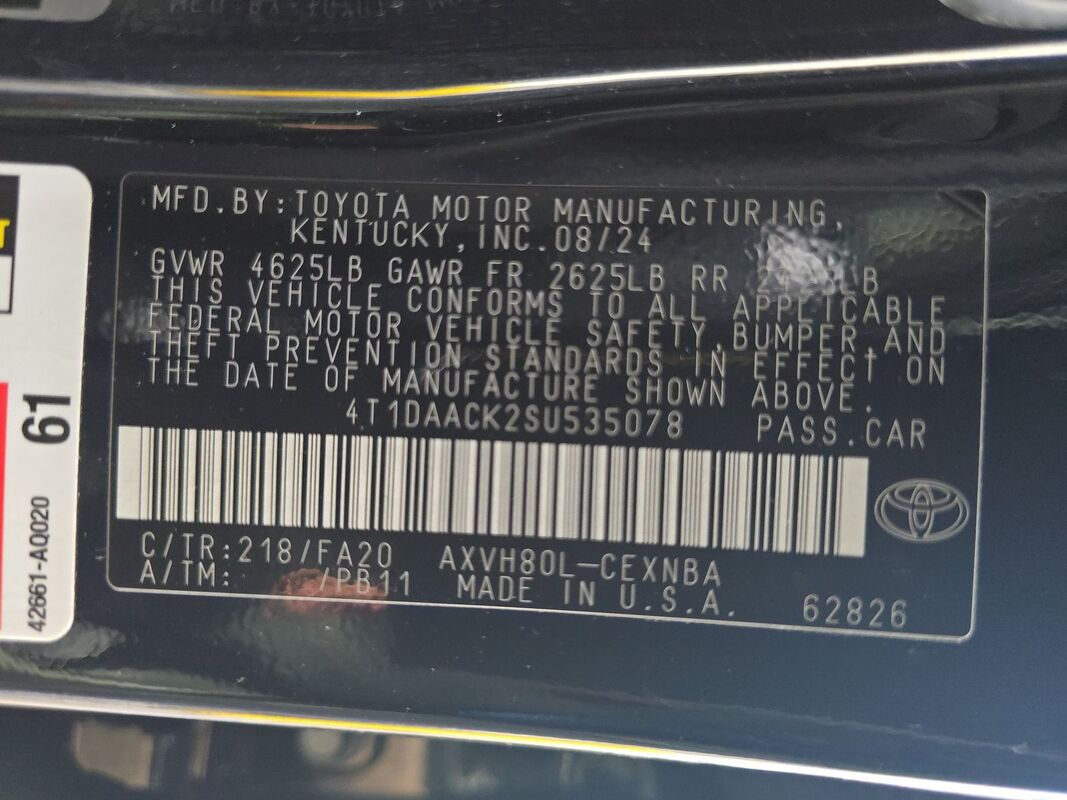 MFD.BY:TOYOTA MOTOR MANUFACTURING,
KENTUCKY,INC.08/24
GVWR 4625LB GAWR FR 2625LB RR
THIS VEHICLE CONFORMS TO ALL APPLICABLE
FEDERAL MOTOR VEHICLE SAFETY,BUMPER,AND
THEFT PREVENTION STANDARDS IN EFFECT ON
THE DATE OF MANUFACTURE SHOWN ABOVE.
4T1DAACK2SU535078 PASS.CAR
C/TR:218/FA20 AXVH80L-CEXNBA
A/TM: /PB11 MADE IN U.S.A. 62826
61
42661-AQ020